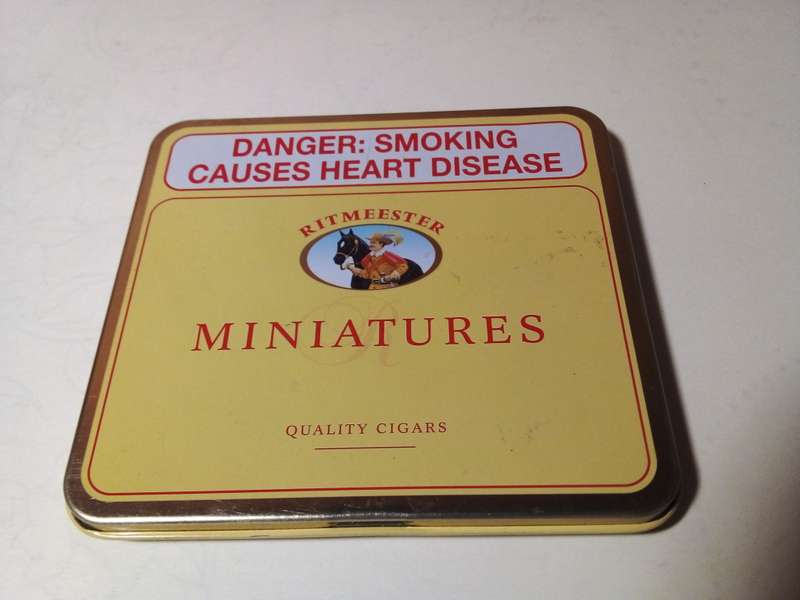 DANGER: SMOKING
CAUSES HEART DISEASE
RITMEESTER
MINIATURES
QUALITY CIGARS